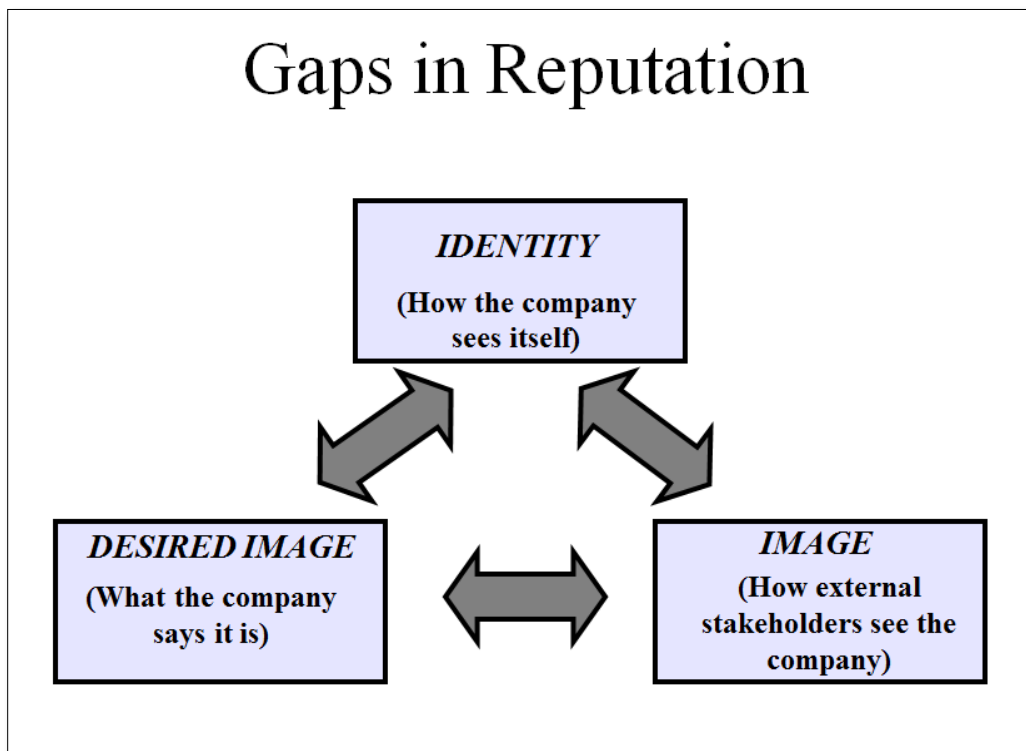 Gaps in Reputation
IDENTITY
(How the company
sees itself)
DESIRED IMAGE
(What the company
says it is)
IMAGE
(How external
stakeholders see the
company)